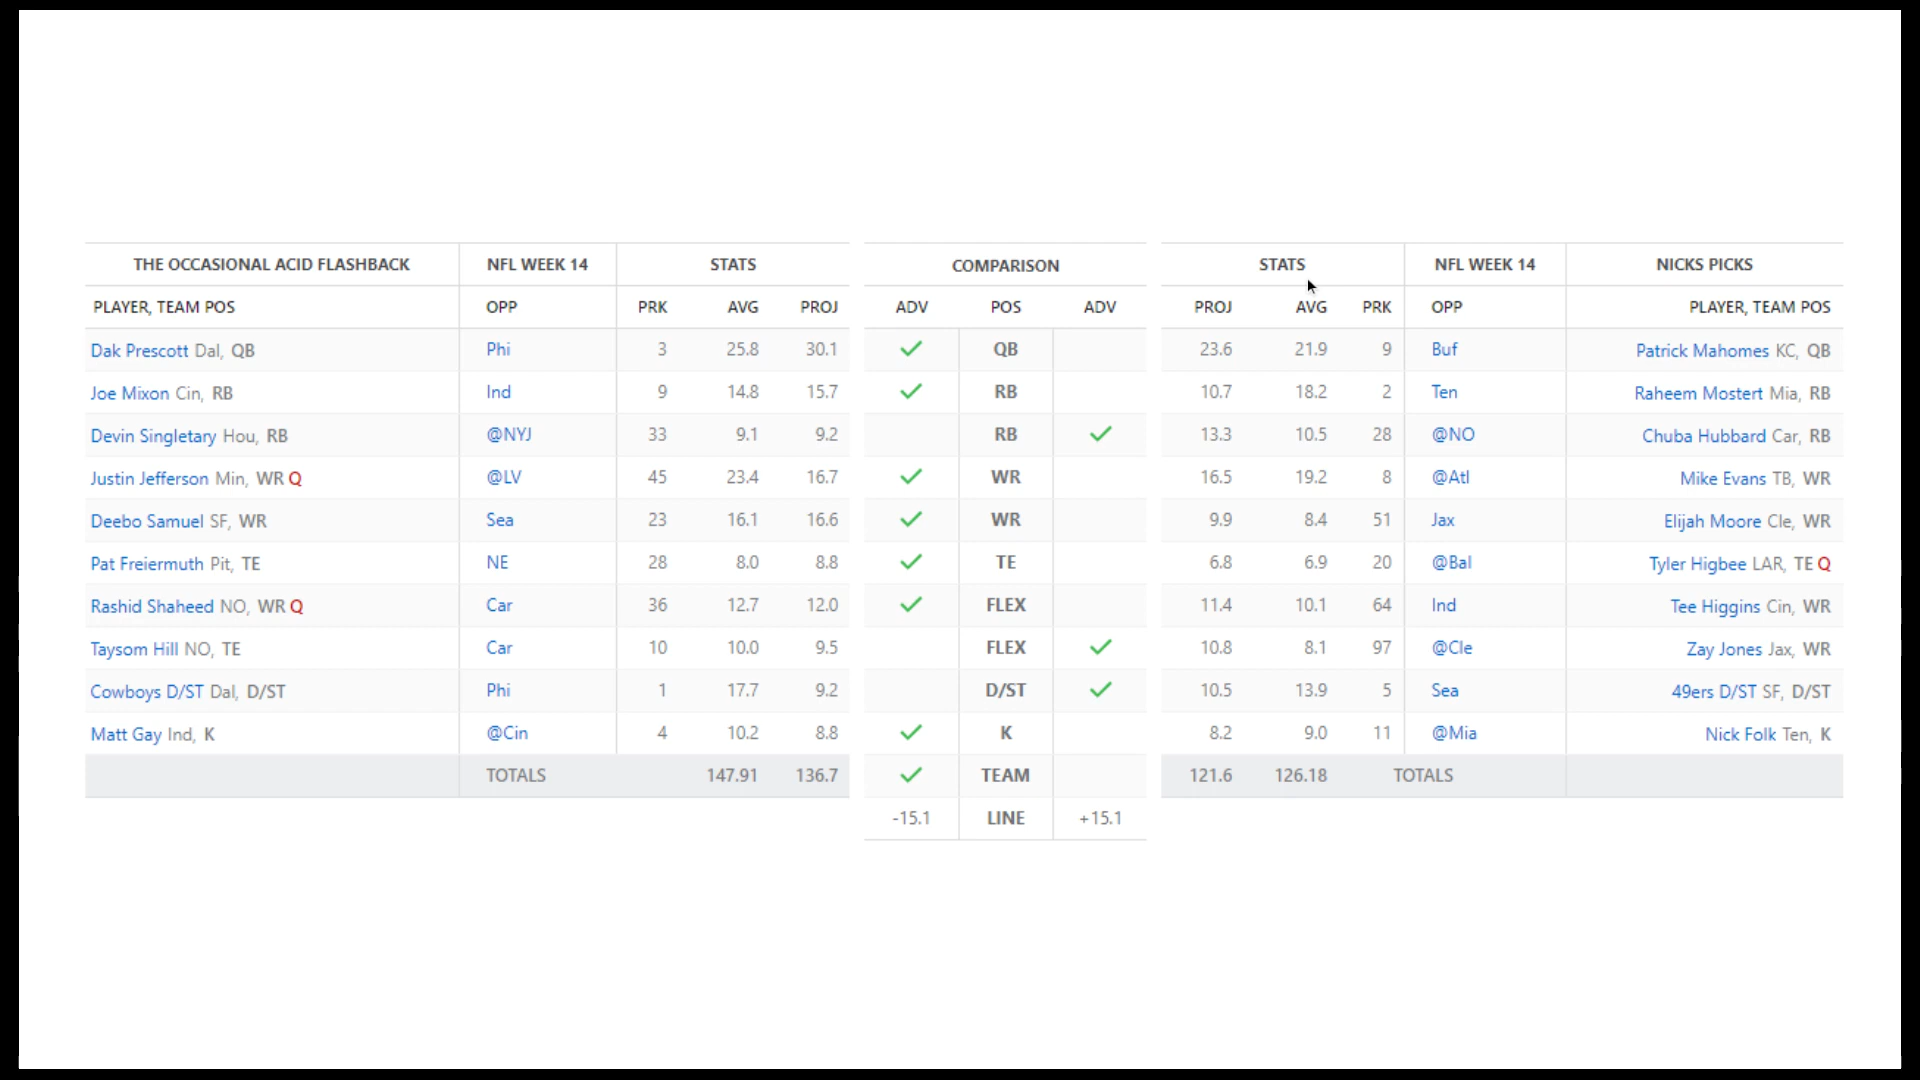 THE OCCASIONAL ACID FLASHBACK NFL WEEK 14 STATS COMPARISON STATS NFL WEEK 14 NICKS PICKS
PLAYER, TEAM POS OPP PRK AVG PROJ ADV POS ADV PROJ AVG PRK OPP PLAYER, TEAM POS
Dak Prescott Dal, QB Phi 3 25.8 30.1 QB 23.6 21.9 9 Buf Patrick Mahomes KC, QB
Joe Mixon Cin, RB Ind 9 14.8 15.7 RB 10.7 18.2 2 Ten Raheem Mostert Mia, RB
Devin Singletary Hou, RB @NYJ 33 9.1 9.2 RB 13.3 10.5 28 @NO Chuba Hubbard Car, RB
Justin Jefferson Min, WR Q @LV 45 23.4 16.7 WR 16.5 19.2 8 @Atl Mike Evans TB, WR
Deebo Samuel SF, WR Sea 23 16.1 16.6 WR 9.9 8.4 51 Jax Elijah Moore Cle, WR
Pat Freiermuth Pit, TE NE 28 8.0 8.8 TE 6.8 6.9 20 @Bal Tyler Higbee LAR, TE Q
Rashid Shaheed NO, WR Q Car 36 12.7 12.0 FLEX 11.4 10.1 64 Ind Tee Higgins Cin, WR
Taysom Hill NO, TE Car 10 10.0 9.5 FLEX 10.8 8.1 97 @Cle Zay Jones Jax, WR
Cowboys D/ST Dal, D/ST Phi 1 17.7 9.2 D/ST 10.5 13.9 5 Sea 49ers D/ST SF, D/ST
Matt Gay Ind, K @Cin 4 10.2 8.8 K 8.2 9.0 11 @Mia Nick Folk Ten, K
TOTALS 147.91 136.7 TEAM 121.6 126.18 TOTALS
-15.1 LINE +15.1